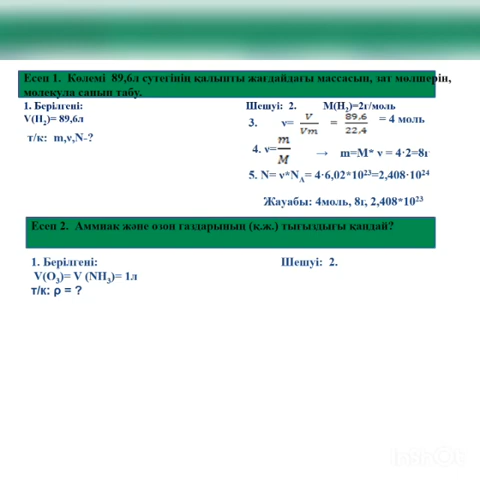 Есеп 1. Көлемі 89,6л сутегінің қалыпты жағдайдағы массасын, зат мөлшерін,
молекула санын табу.
1. Берілгені:
V(H₂)= 89,6л
т/к: m,ν,N-?
Шешуі: 2. M(H₂)=2г/моль
3. ν= V/Vm = 89,6/22,4 = 4 моль
4. ν= m/M → m=M* ν = 4·2=8г
5. N= ν*Nₐ= 4·6,02*10²³=2,408·10²⁴
Жауабы: 4моль, 8г, 2,408*10²³
Есеп 2. Аммиак және озон газдарының (қ.ж.) тығыздығы қандай?
1. Берілгені:
V(O₃)= V (NH₃)= 1л
т/к: ρ = ?
Шешуі: 2.